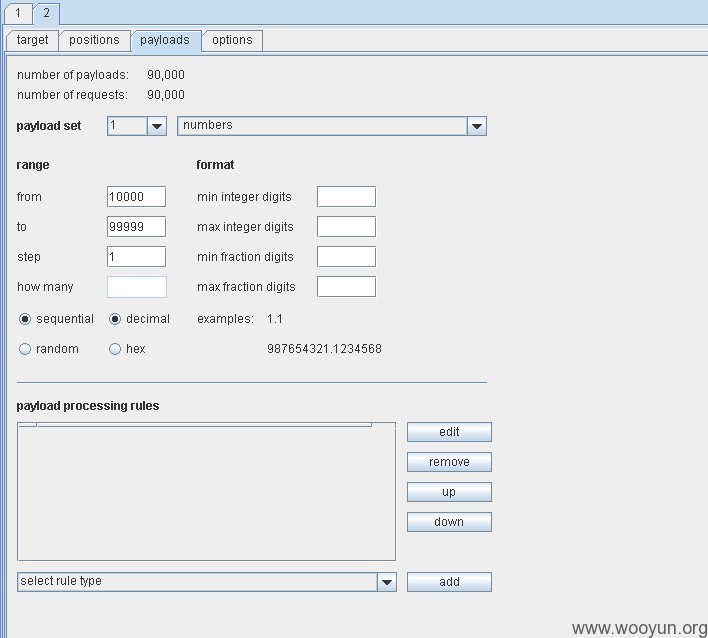 1 2
target positions payloads options
number of payloads: 90,000
number of requests: 90,000
payload set 1 numbers
range format
from 10000 min integer digits
to 99999 max integer digits
step 1 min fraction digits
how many max fraction digits
sequential decimal examples: 1.1
random hex 987654321.1234568
payload processing rules
edit
remove
up
down
select rule type add
www.wooyun.org